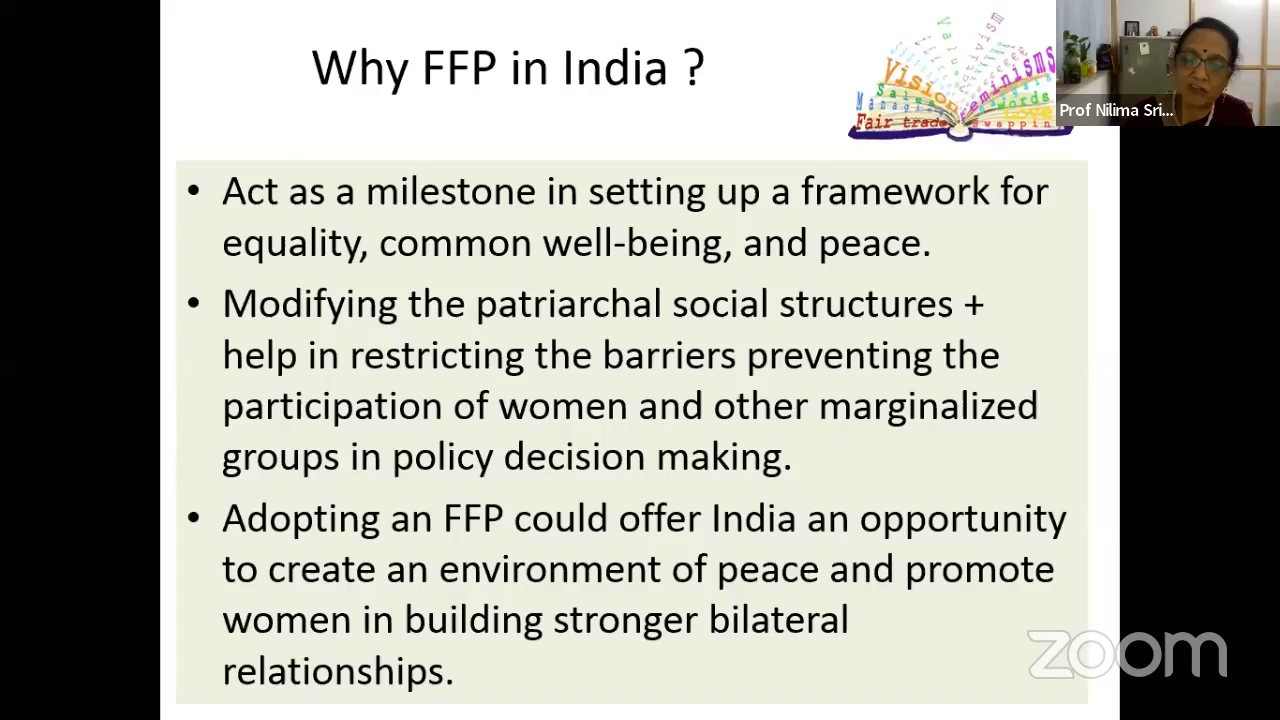 Why FFP in India ?
Vision
Fair trade
Prof Nilima Sri...
• Act as a milestone in setting up a framework for
equality, common well-being, and peace.
• Modifying the patriarchal social structures +
help in restricting the barriers preventing the
participation of women and other marginalized
groups in policy decision making.
• Adopting an FFP could offer India an opportunity
to create an environment of peace and promote
women in building stronger bilateral
relationships.
zoom